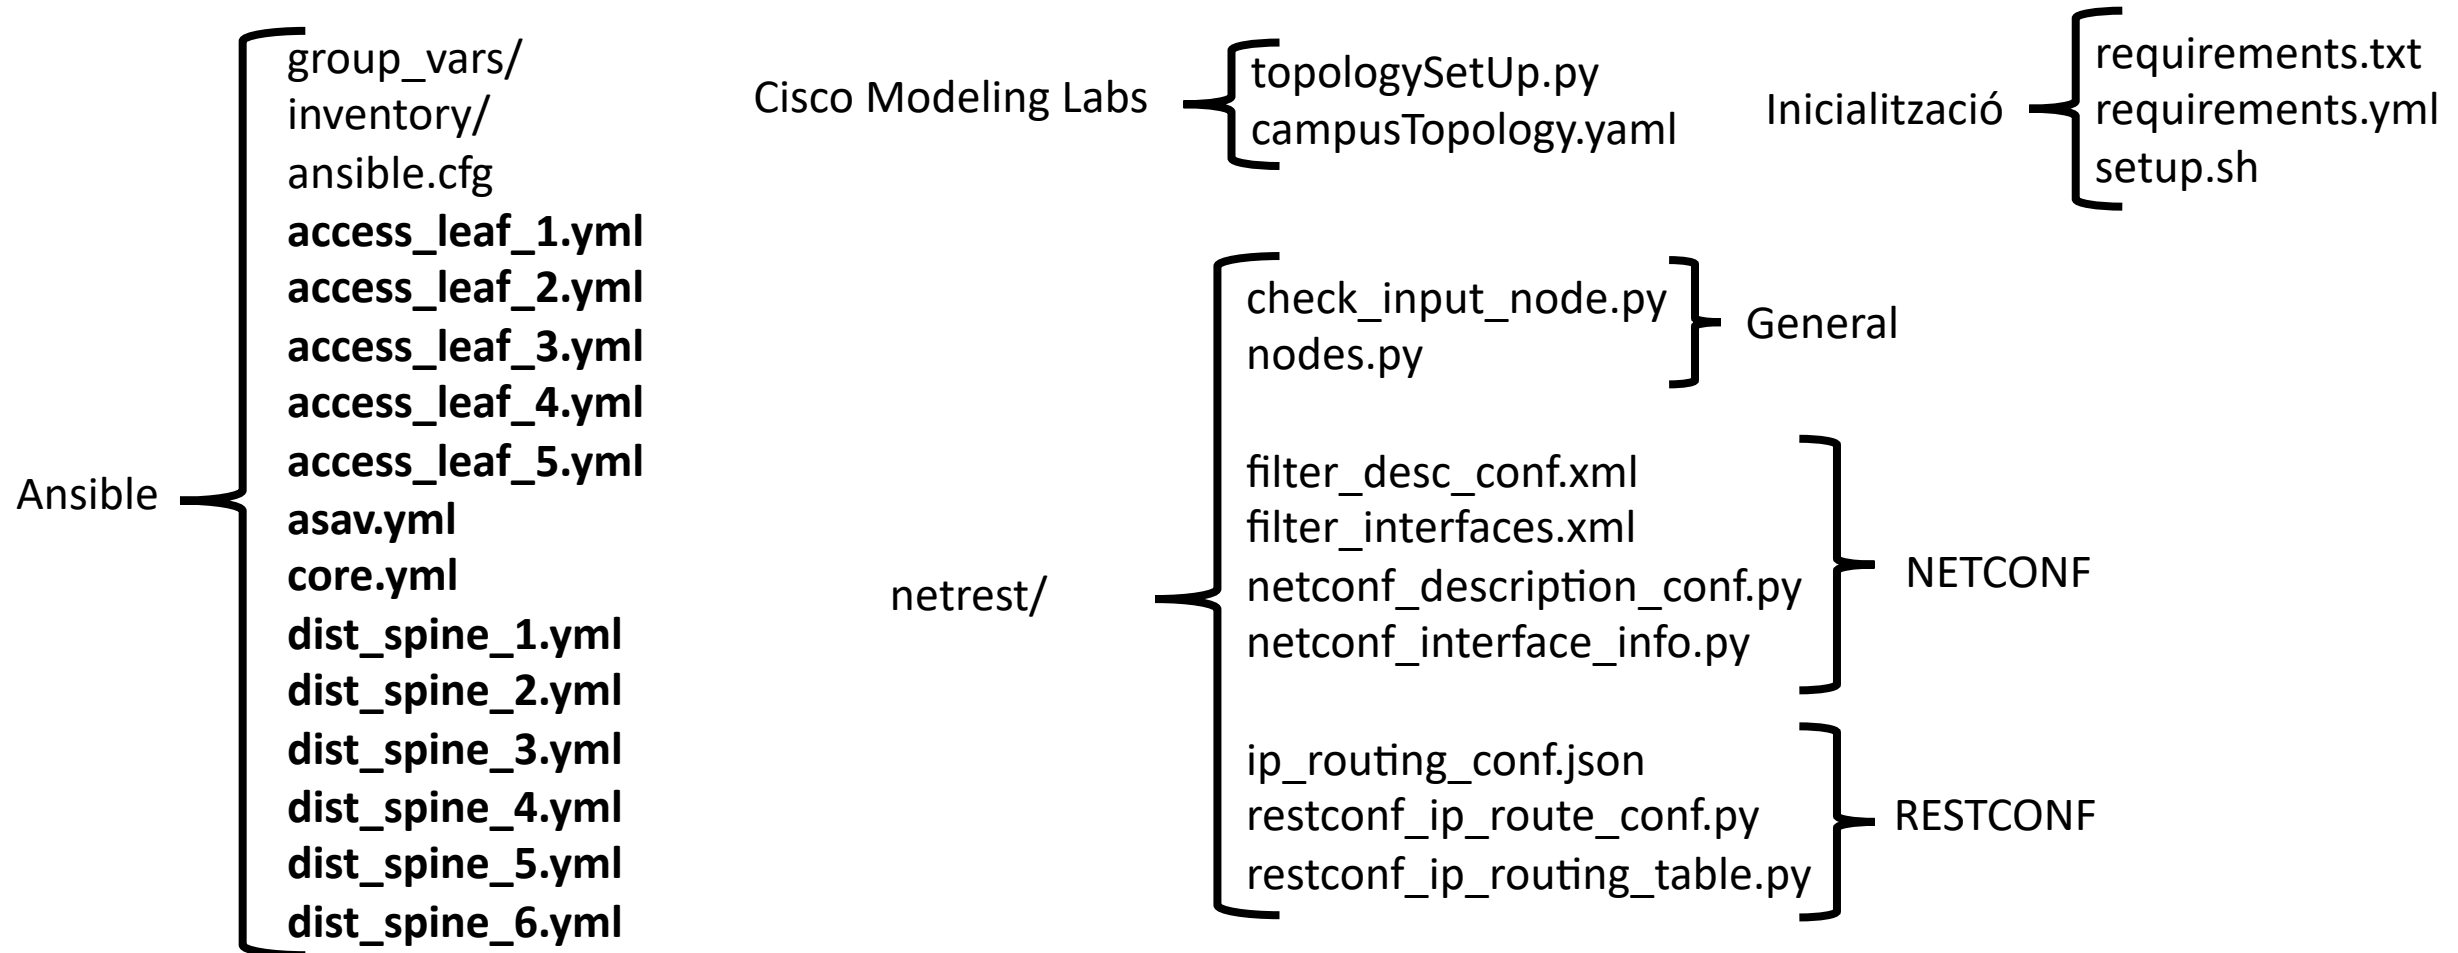 Ansible
group_vars/
inventory/
ansible.cfg
access_leaf_1.yml
access_leaf_2.yml
access_leaf_3.yml
access_leaf_4.yml
access_leaf_5.yml
asav.yml
core.yml
dist_spine_1.yml
dist_spine_2.yml
dist_spine_3.yml
dist_spine_4.yml
dist_spine_5.yml
dist_spine_6.yml
Cisco Modeling Labs
topologySetUp.py
campusTopology.yaml
Inicialització
requirements.txt
requirements.yml
setup.sh
netrest/
check_input_node.py
nodes.py
General
filter_desc_conf.xml
filter_interfaces.xml
netconf_description_conf.py
netconf_interface_info.py
NETCONF
ip_routing_conf.json
restconf_ip_route_conf.py
restconf_ip_routing_table.py
RESTCONF